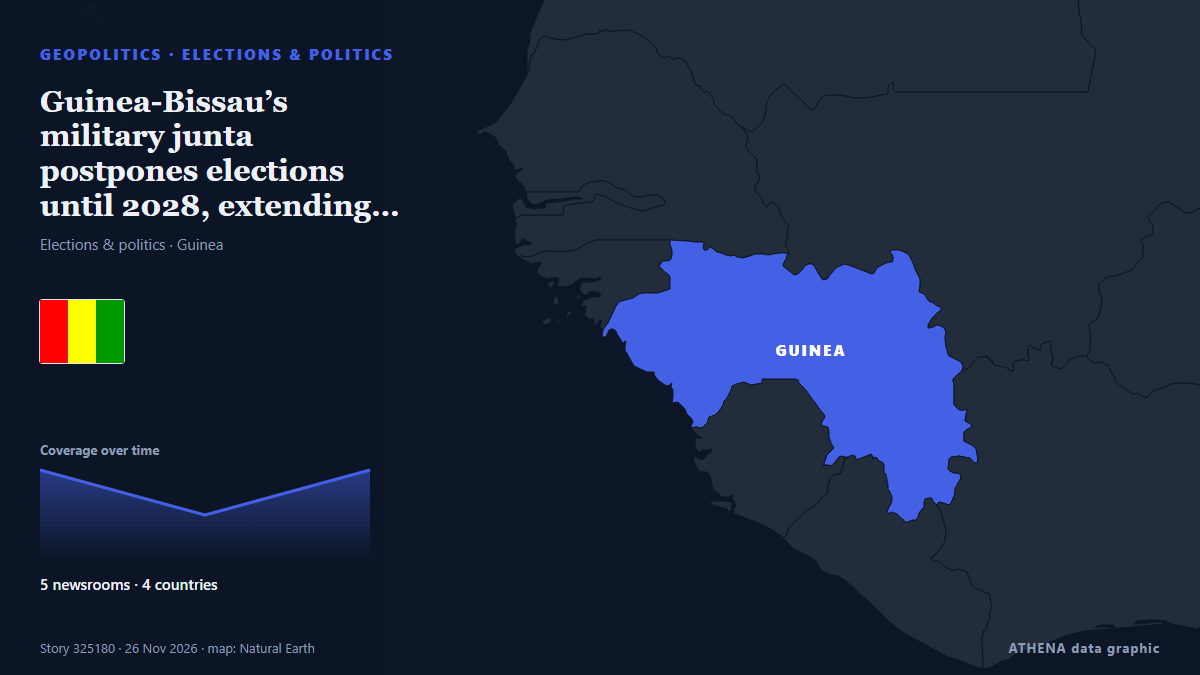 GEOPOLITICS · ELECTIONS & POLITICS
Guinea-Bissau’s
military junta
postpones elections
until 2028, extending…
Elections & politics · Guinea
GUINEA
Coverage over time
5 newsrooms · 4 countries
Story 325180 · 26 Nov 2026 · map: Natural Earth
ATHENA data graphic